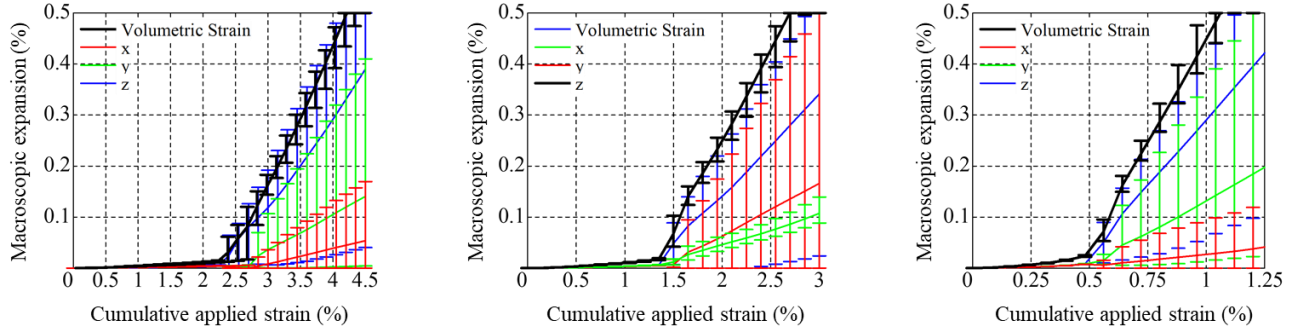 0.5
0.4
0.3
0.2
0.1
Macroscopic expansion (%)
Volumetric Strain
x
y
z
0 0.5 1 1.5 2 2.5 3 3.5 4 4.5
Cumulative applied strain (%)
0.5
0.4
0.3
0.2
0.1
Macroscopic expansion (%)
Volumetric Strain
x
y
z
0 0.5 1 1.5 2 2.5 3
Cumulative applied strain (%)
0.5
0.4
0.3
0.2
0.1
Macroscopic expansion (%)
Volumetric Strain
x
y
z
0 0.25 0.5 0.75 1 1.25
Cumulative applied strain (%)